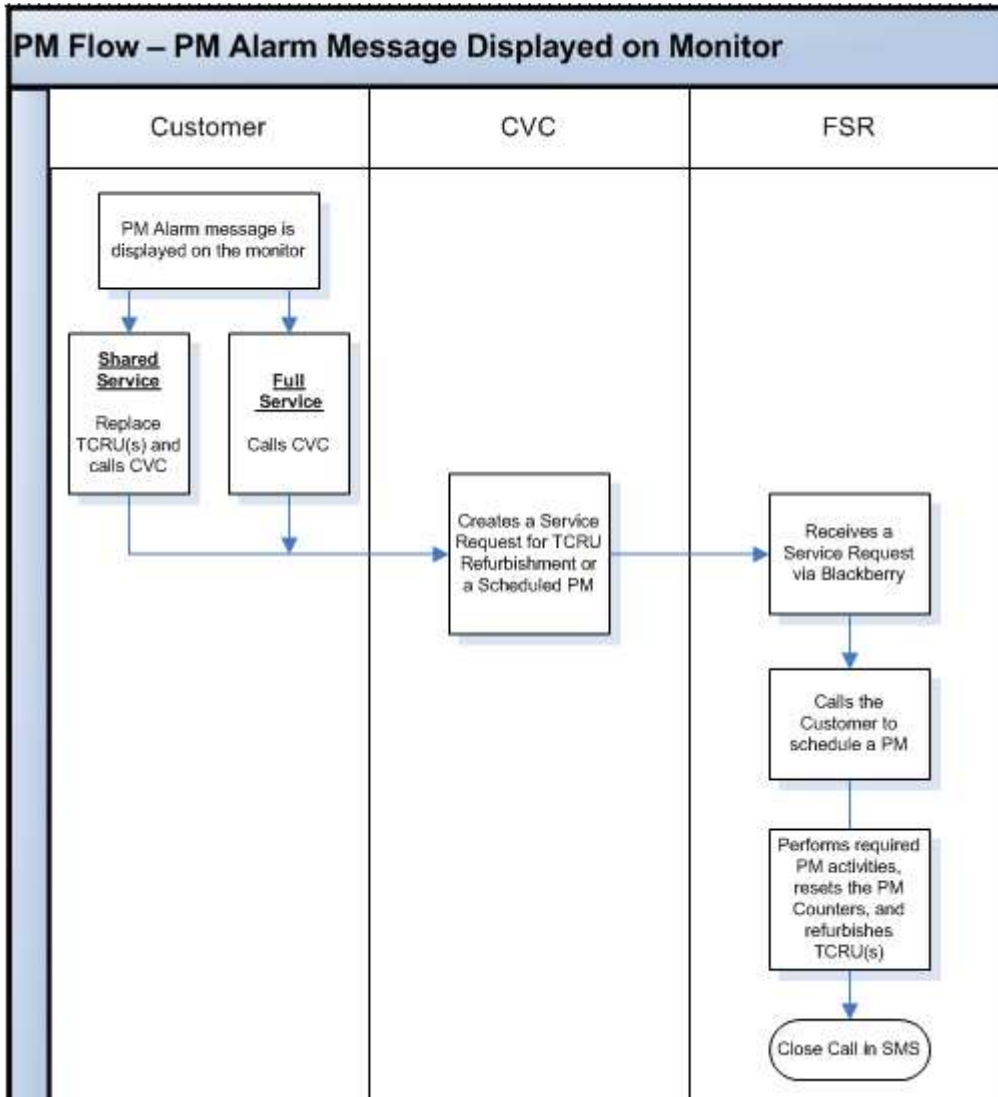 PM Flow – PM Alarm Message Displayed on Monitor
Customer
CVC
FSR
PM Alarm message is
displayed on the monitor
Shared
Service
Replace
TCRU(s) and
calls CVC
Full
Service
Calls CVC
Creates a Service
Request for TCRU
Refurbishment or
a Scheduled PM
Receives a
Service Request
via Blackberry
Calls the
Customer to
schedule a PM
Performs required
PM activities,
resets the PM
Counters, and
refurbishes
TCRU(s)
Close Call in SMS